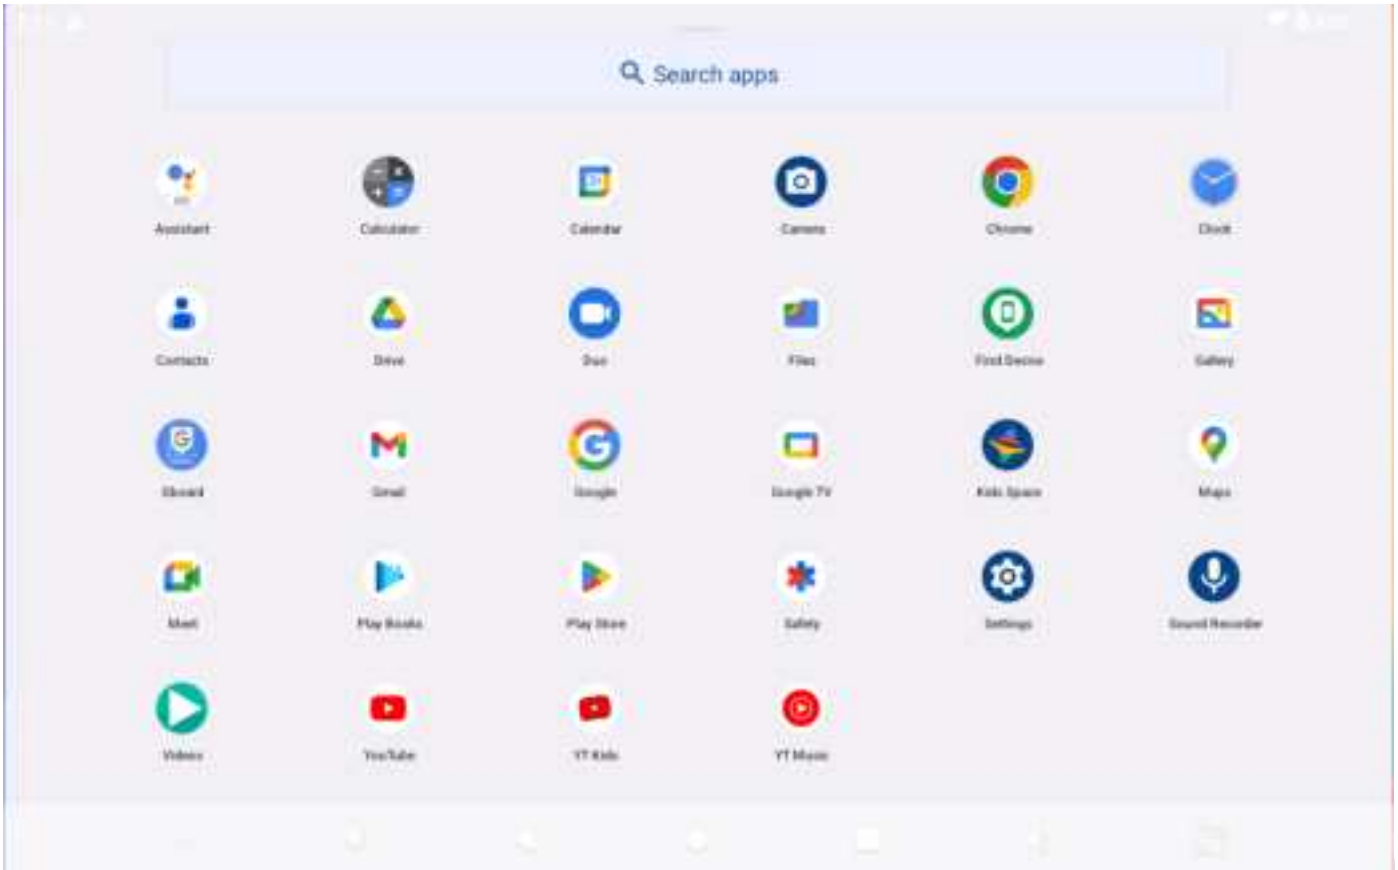 Search apps
Assistant Calculator Calendar Camera Chrome Clock
Contacts Drive Duo Files Find Device Gallery
Gboard Gmail Google Google TV Kids Space Maps
Meet Play Books Play Store Safety Settings Sound Recorder
Videos YouTube YT Kids YT Music